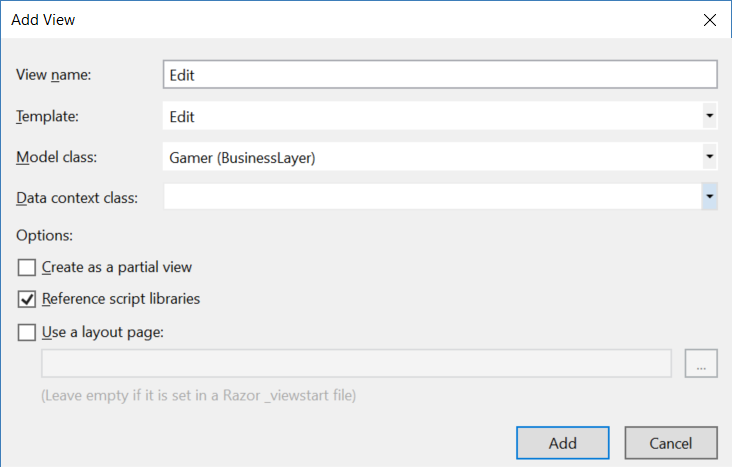 Add View
View name: Edit
Template: Edit
Model class: Gamer (BusinessLayer)
Data context class:
Options:
Create as a partial view
Reference script libraries
Use a layout page:
...
(Leave empty if it is set in a Razor _viewstart file)
Add Cancel